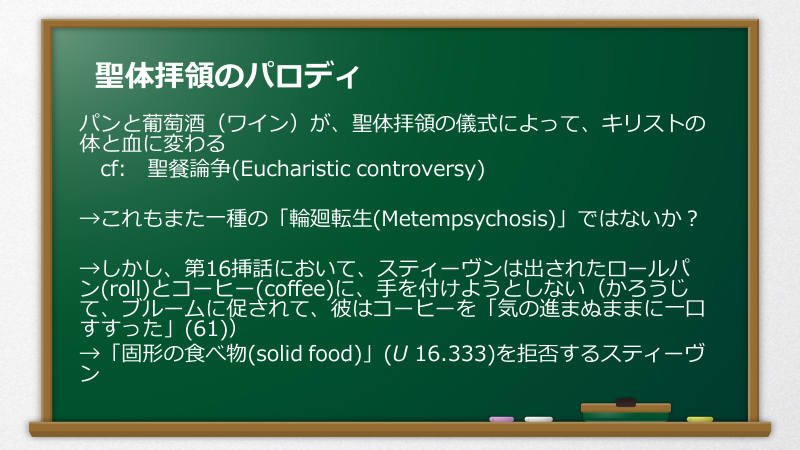 聖体拝領のパロディ
パンと葡萄酒（ワイン）が、聖体拝領の儀式によって、キリストの
体と血に変わる
cf:　聖餐論争(Eucharistic controversy)
→これもまた一種の「輪廻転生(Metempsychosis)」ではないか？
→しかし、第16挿話において、スティーヴンは出されたロールパ
ン(roll)とコーヒー(coffee)に、手を付けようとしない（かろうじ
て、ブルームに促されて、彼はコーヒーを「気の進まぬままに一口
すすった」(61)）
→「固形の食べ物(solid food)」(U 16.333)を拒否するスティーヴ
ン